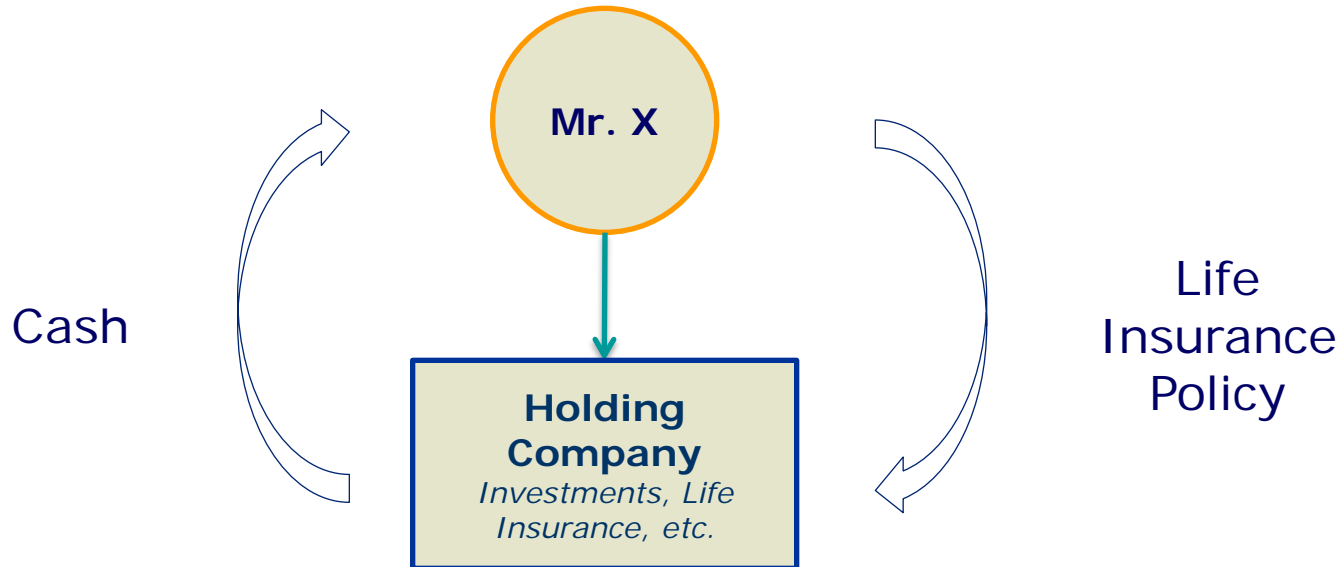 Mr. X
Cash
Life
Insurance
Policy
Holding
Company
Investments, Life
Insurance, etc.